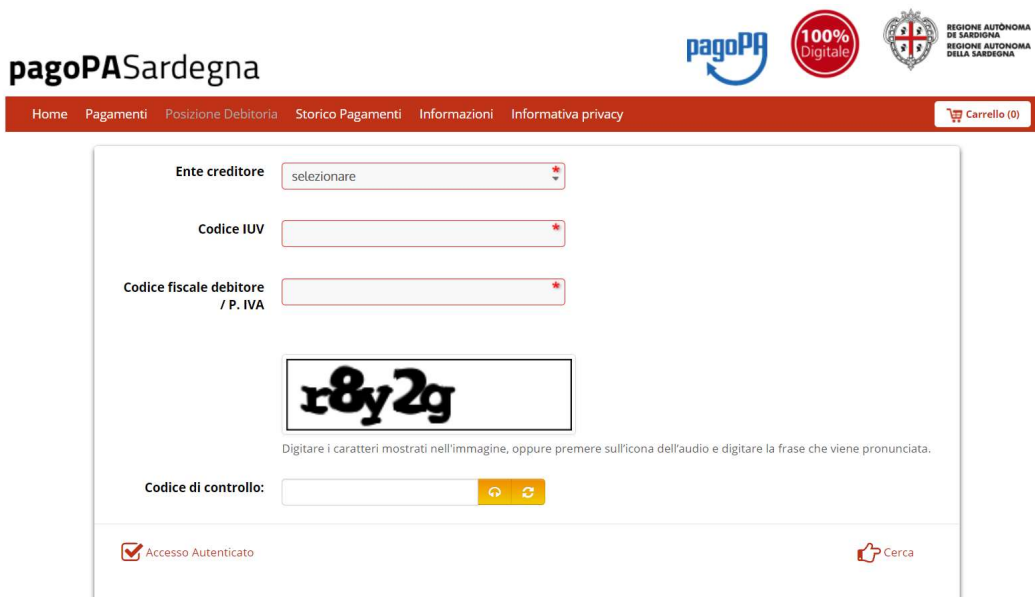 pagoPASardegna
pagoPA
100%
Digitale
REGIONE AUTÒNOMA
DE SARDIGNA
REGIONE AUTONOMA
DELLA SARDEGNA
Home Pagamenti Posizione Debitoria Storico Pagamenti Informazioni Informativa privacy Carrello (0)
Ente creditore selezionare *
Codice IUV *
Codice fiscale debitore *
/ P. IVA
r8y2g
Digitare i caratteri mostrati nell'immagine, oppure premere sull'icona dell'audio e digitare la frase che viene pronunciata.
Codice di controllo:
Accesso Autenticato Cerca